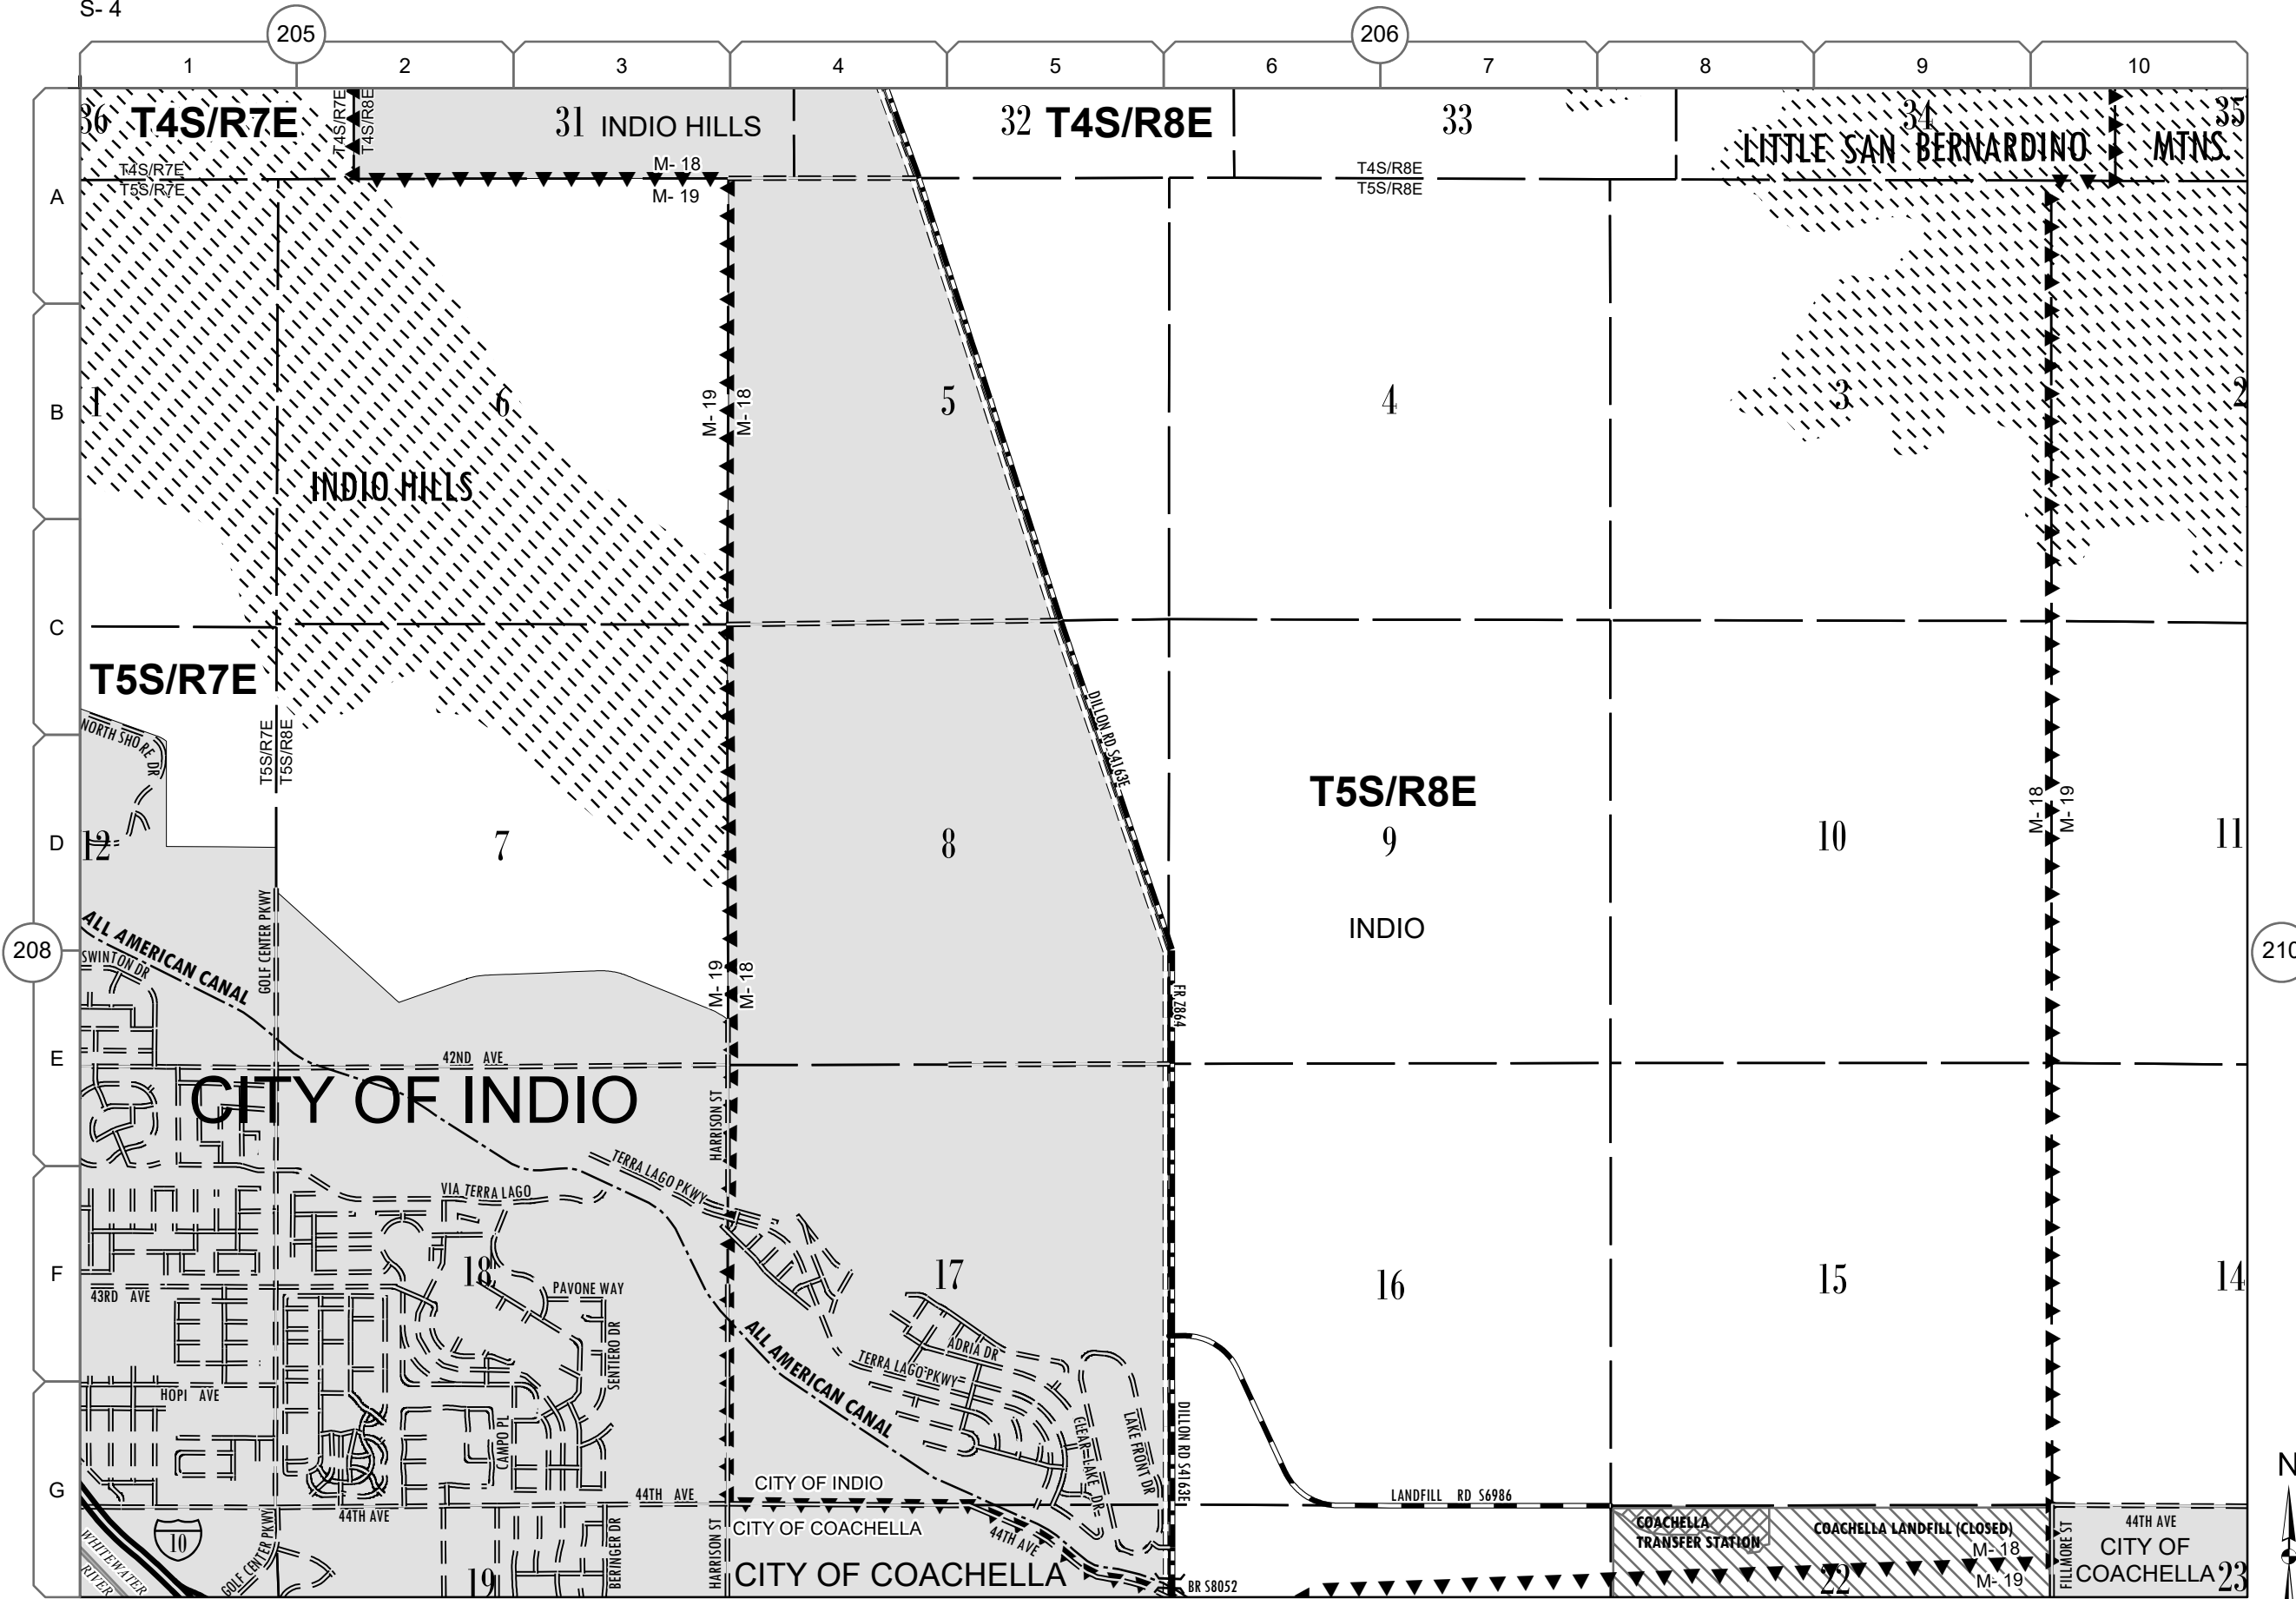 S- 4
205
206
1
2
3
4
5
6
7
8
9
10
36
T4S/R7E
T4S/R7E
T4S/R8E
31
INDIO HILLS
32
T4S/R8E
33
34
35
LITTLE SAN BERNARDINO
MTNS.
T4S/R7E
T5S/R7E
M- 18
M- 19
T4S/R8E
T5S/R8E
A
B
1
6
M- 19
M- 18
5
4
3
2
INDIO HILLS
C
T5S/R7E
NORTH SHORE DR
T5S/R7E
T5S/R8E
DILLON RD S4163E
T5S/R8E
M- 18
M- 19
D
12
7
8
9
10
11
ALL AMERICAN CANAL
GOLF CENTER PKWY
INDIO
208
210
SWINTON DR
M- 19
M- 18
FR Z864
E
42ND AVE
CITY OF INDIO
HARRISON ST
TERRA LAGO PKWY
VIA TERRA LAGO
F
18
17
16
15
14
43RD AVE
PAVONE WAY
SENTIERO DR
ALL AMERICAN CANAL
ADRIA DR
TERRA LAGO PKWY
HOPI AVE
CAMPO PL
CLEAR LAKE DR
LAKE FRONT DR
DILLON RD S4163E
N
G
CITY OF INDIO
44TH AVE
44TH AVE
LANDFILL RD S6986
CITY OF COACHELLA
44TH AVE
COACHELLA
TRANSFER STATION
COACHELLA LANDFILL (CLOSED)
M- 18
M- 19
44TH AVE
CITY OF
COACHELLA
FILLMORE ST
10
WHITEWATER
RIVER
GOLF CENTER PKWY
19
BERINGER DR
HARRISON ST
CITY OF COACHELLA
BR S8052
22
23